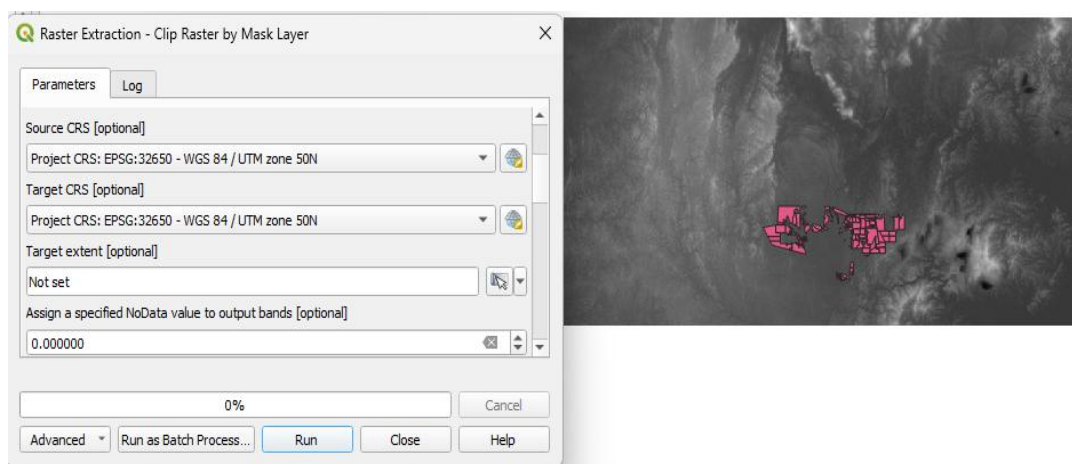 Raster Extraction - Clip Raster by Mask Layer
Parameters Log
Source CRS [optional]
Project CRS: EPSG:32650 - WGS 84 / UTM zone 50N
Target CRS [optional]
Project CRS: EPSG:32650 - WGS 84 / UTM zone 50N
Target extent [optional]
Not set
Assign a specified NoData value to output bands [optional]
0.000000
0% Cancel
Advanced Run as Batch Process... Run Close Help